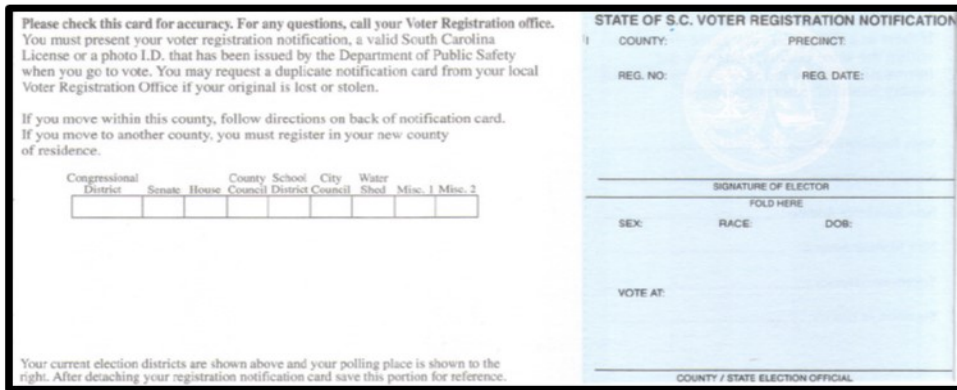 Please check this card for accuracy. For any questions, call your Voter Registration office.
You must present your voter registration notification, a valid South Carolina
License or a photo I.D. that has been issued by the Department of Public Safety
when you go to vote. You may request a duplicate notification card from your local
Voter Registration Office if your original is lost or stolen.
If you move within this county, follow directions on back of notification card.
If you move to another county, you must register in your new county
of residence.
Congressional District Senate House County Council School District City Council Water Shed Misc. 1 Misc. 2
Your current election districts are shown above and your polling place is shown to the
right. After detaching your registration notification card save this portion for reference.
STATE OF S.C. VOTER REGISTRATION NOTIFICATION
COUNTY: PRECINCT:
REG. NO: REG. DATE:
SIGNATURE OF ELECTOR
FOLD HERE
SEX: RACE: DOB:
VOTE AT:
COUNTY / STATE ELECTION OFFICIAL